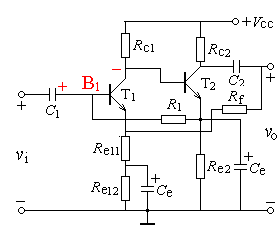 +VCC
Rc1
Rc2
+
B1
T1
T2
C2
+
+
C1
R1
Rf
vi
Re11
vo
Re12
+
Ce
Re2
+
Ce
−
−